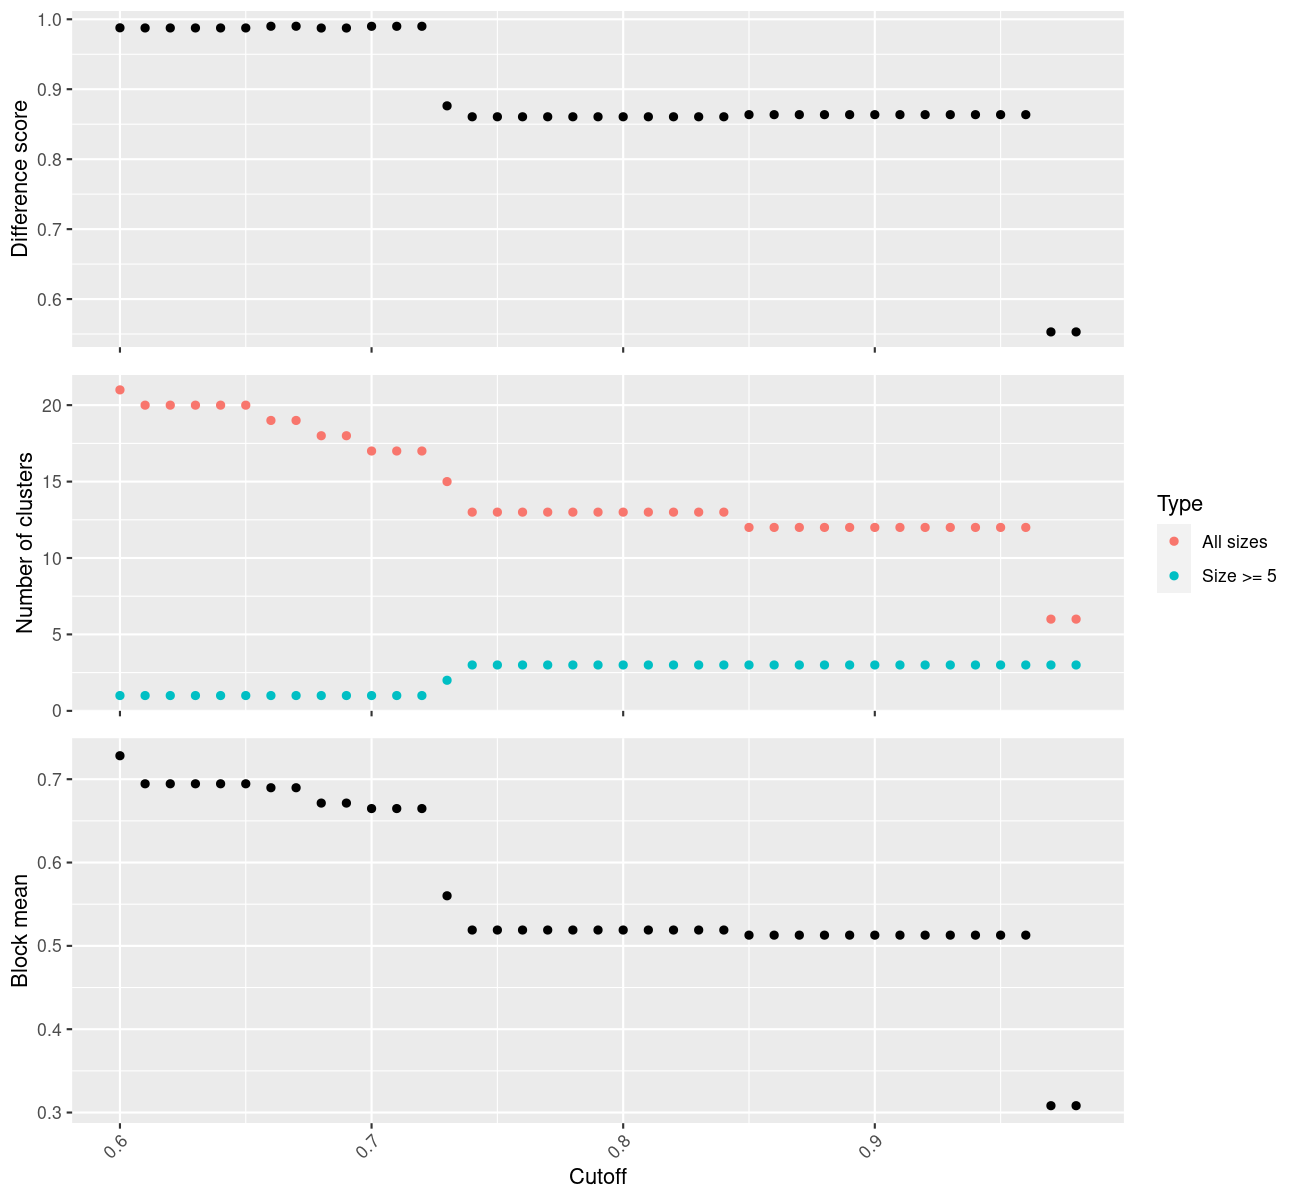 Difference score
1.0
0.9
0.8
0.7
0.6
Number of clusters
20
15
10
5
0
Type
All sizes
Size >= 5
Block mean
0.7
0.6
0.5
0.4
0.3
0.6
0.7
0.8
0.9
Cutoff